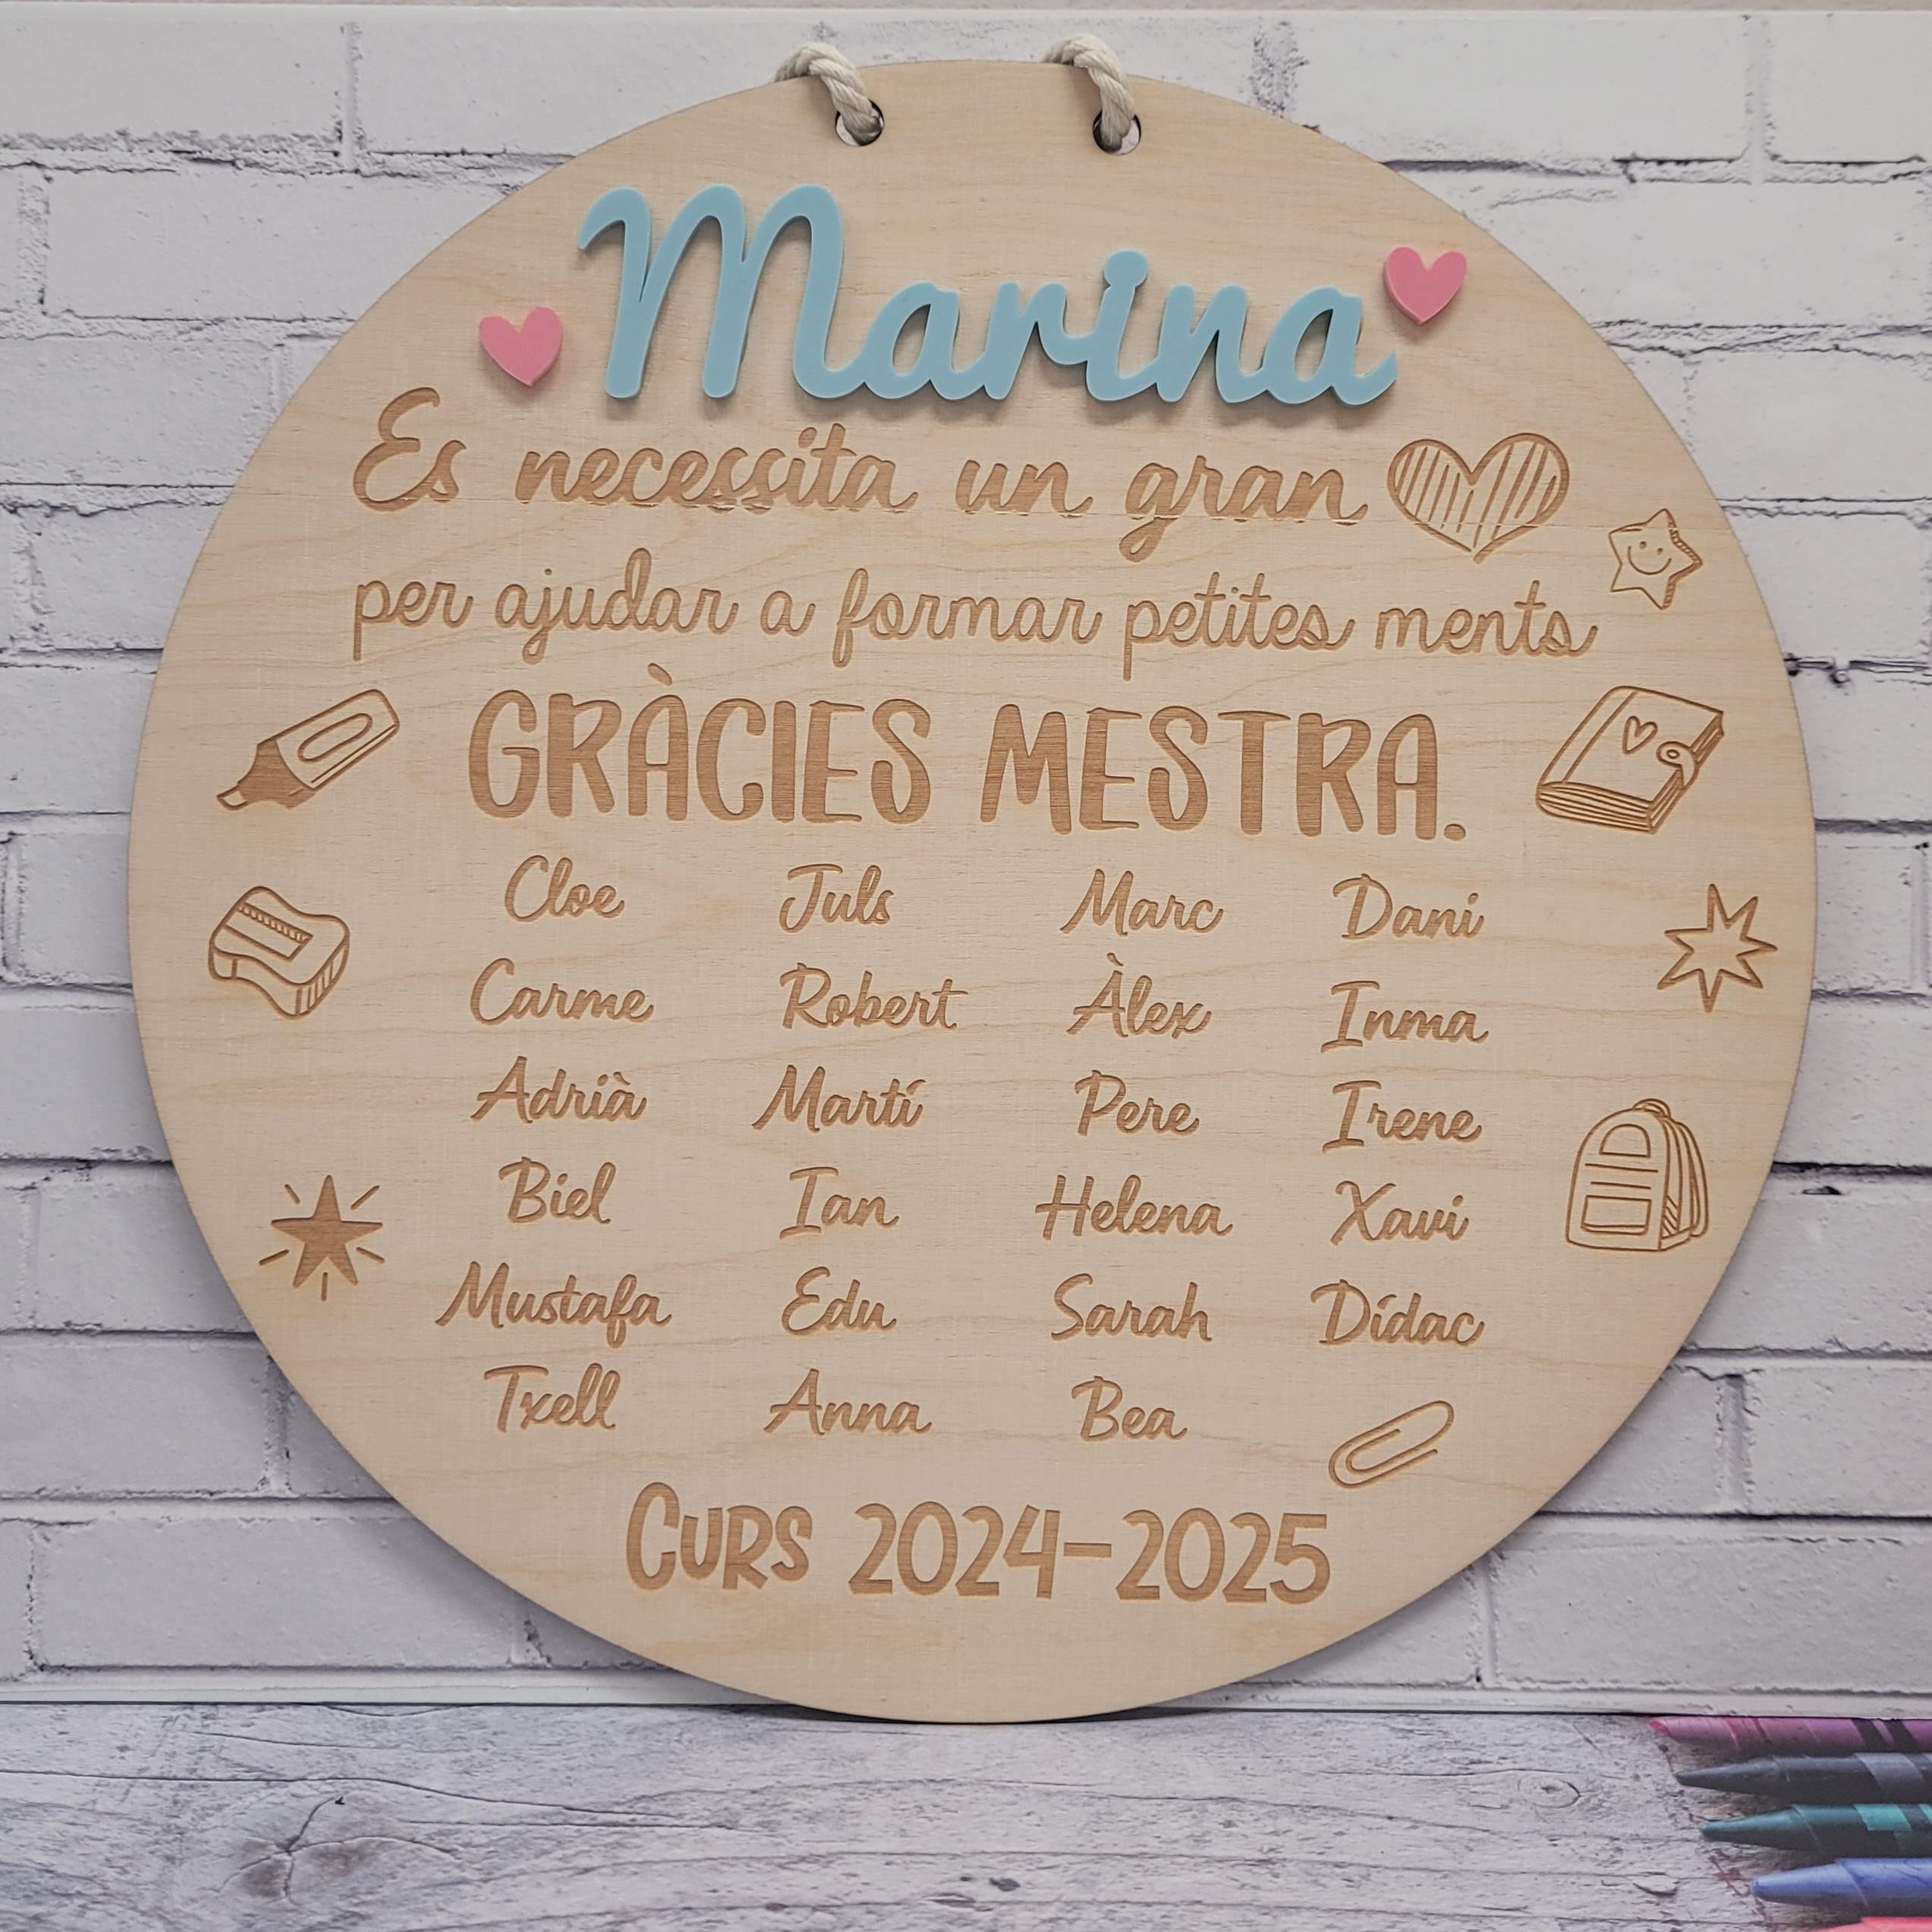 Marina
Es necessita un gran
per ajudar a formar petites ments
GRÀCIES MESTRA.
Cloe Juls Marc Dani
Carme Robert Àlex Inma
Adrià Martí Pere Irene
Biel Ian Helena Xavi
Mustafa Edu Sarah Dídac
Txell Anna Bea
CURS 2024-2025